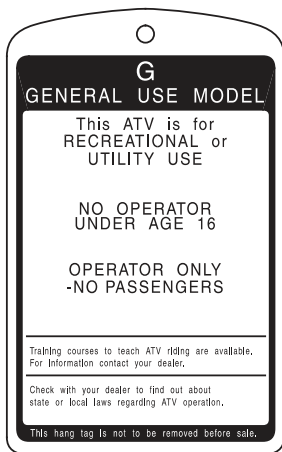 G
GENERAL USE MODEL
This ATV is for
RECREATIONAL or
UTILITY USE
NO OPERATOR
UNDER AGE 16
OPERATOR ONLY
-NO PASSENGERS
Training courses to teach ATV riding are available.
For Information contact your dealer.
Check with your dealer to find out about
state or local laws regarding ATV operation.
This hang tag is not to be removed before sale.